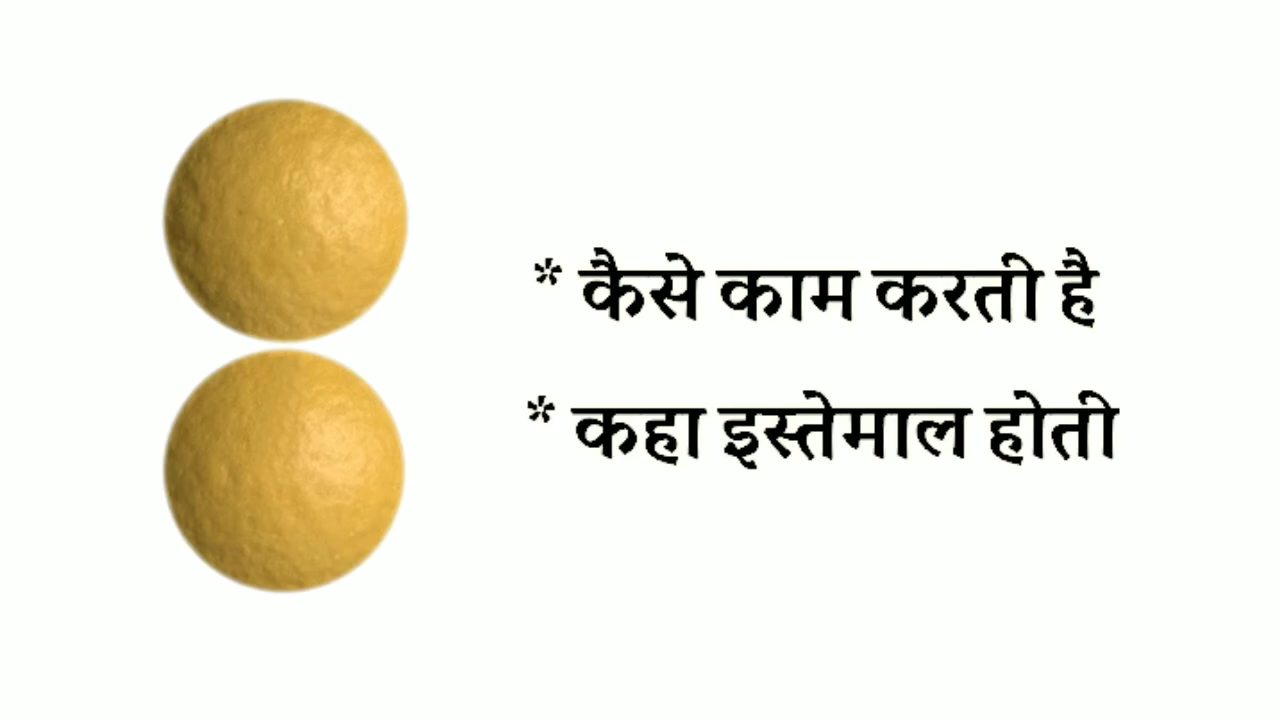 * कैसे काम करती है
* कहा इस्तेमाल होती